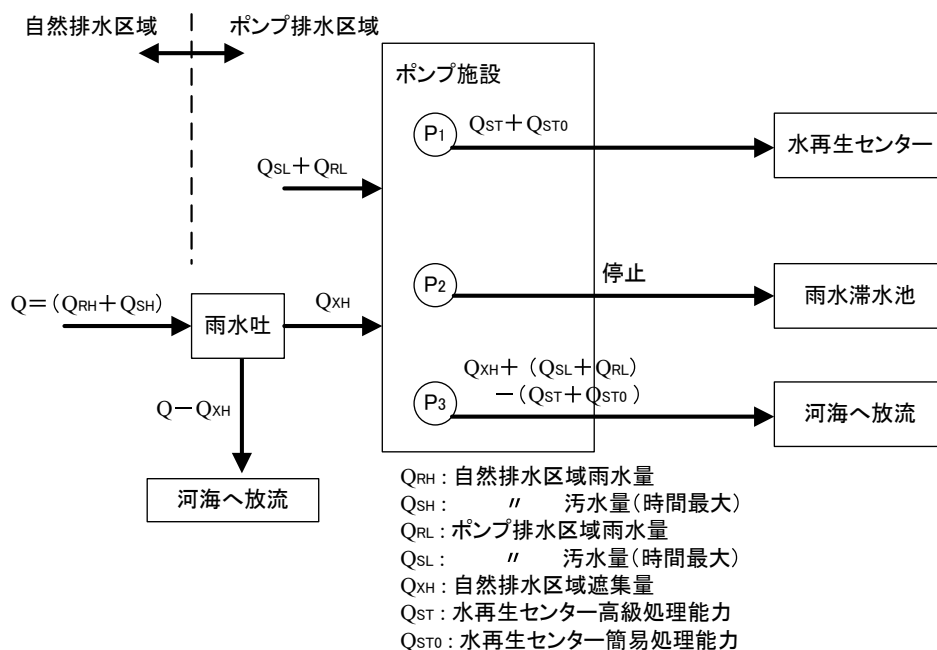 自然排水区域 ポンプ排水区域
ポンプ施設
P1 QST＋QST0
水再生センター
QSL＋QRL
P2 停止
雨水滞水池
Q＝(QRH＋QSH)
雨水吐
QXH
QXH＋(QSL＋QRL)
－(QST＋QST0)
P3
河海へ放流
Q－QXH
河海へ放流
QRH：自然排水区域雨水量
QSH： 〃 汚水量(時間最大)
QRL：ポンプ排水区域雨水量
QSL： 〃 汚水量(時間最大)
QXH：自然排水区域遮集量
QST：水再生センター高級処理能力
QST0：水再生センター簡易処理能力